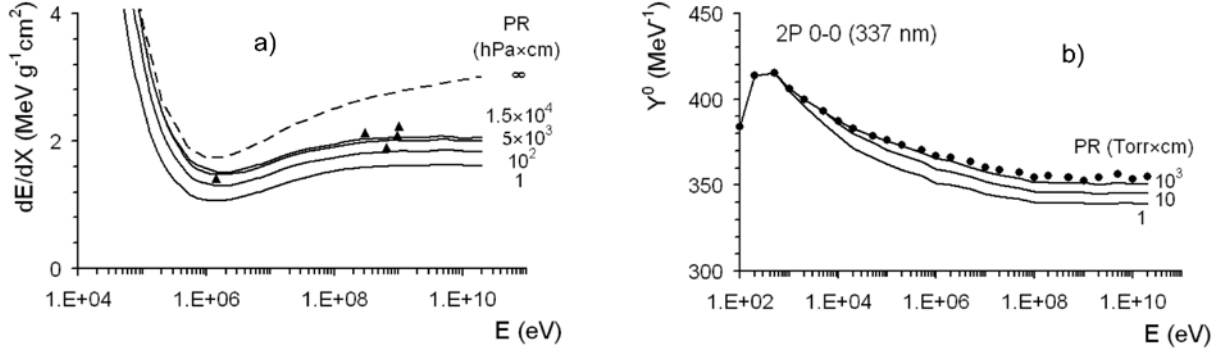 a)
PR
(hPa×cm)
∞
1.5×10⁴
5×10³
10²
1
dE/dX (MeV g⁻¹cm²)
4
3
2
1
0
1.E+04
1.E+06
1.E+08
1.E+10
E (eV)
2P 0-0 (337 nm)
b)
Y⁰ (MeV⁻¹)
450
400
350
300
PR (Torr×cm)
10³
10
1
1.E+02
1.E+04
1.E+06
1.E+08
1.E+10
E (eV)